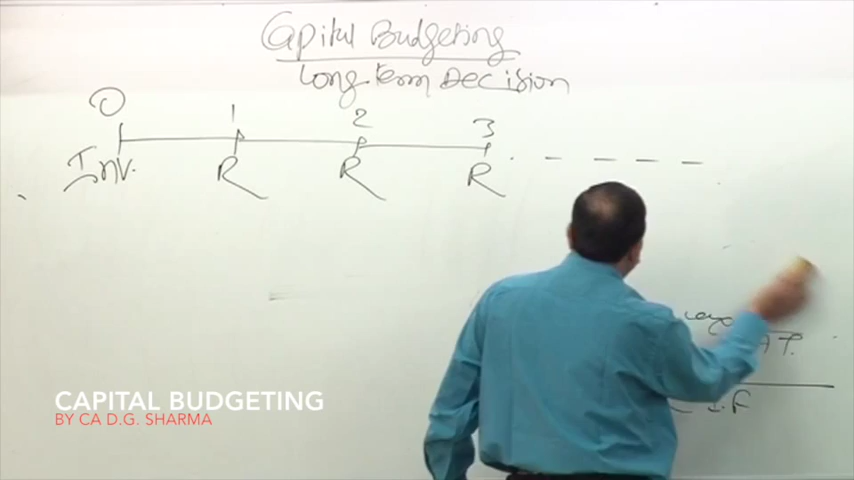 Capital Budgeting
Long term Decision
0 1 2 3
Inv. R R R
CAPITAL BUDGETING
BY CA D.G. SHARMA